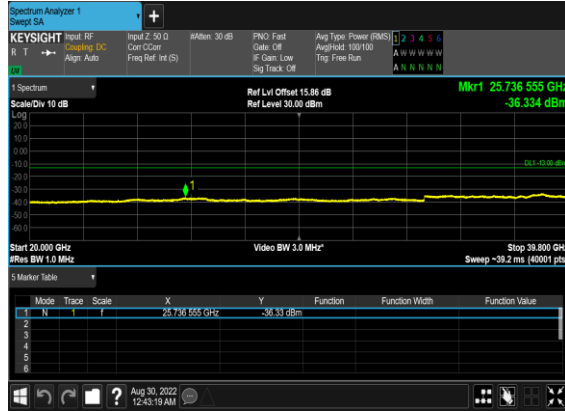 Spectrum Analyzer 1
Swept SA
+
KEYSIGHT Input: RF Input Z: 50 Ω #Atten: 30 dB PNO: Fast Avg Type: Power (RMS) 1 2 3 4 5 6
R T Coupling: DC Corr CCorr Gate: Off Avg|Hold: 100/100 A W W W W W
Align: Auto Freq Ref: Int (S) IF Gain: Low Trig: Free Run
Sig Track: Off A N N N N N
1 Spectrum Ref Lvl Offset 15.86 dB Mkr1 25.736 555 GHz
Scale/Div 10 dB Ref Level 30.00 dBm -36.334 dBm
Log
20.0
10.0
0.00
-10.0 DL1 -13.00 dBm
-20.0
-30.0 1
-40.0
-50.0
-60.0
Start 20.000 GHz Video BW 3.0 MHz* Stop 39.800 GHz
#Res BW 1.0 MHz Sweep ~39.2 ms (40001 pts)
5 Marker Table
Mode Trace Scale X Y Function Function Width Function Value
1 N 1 f 25.736 555 GHz -36.33 dBm
2
3
4
5
6
? Aug 30, 2022
12:43:19 AM